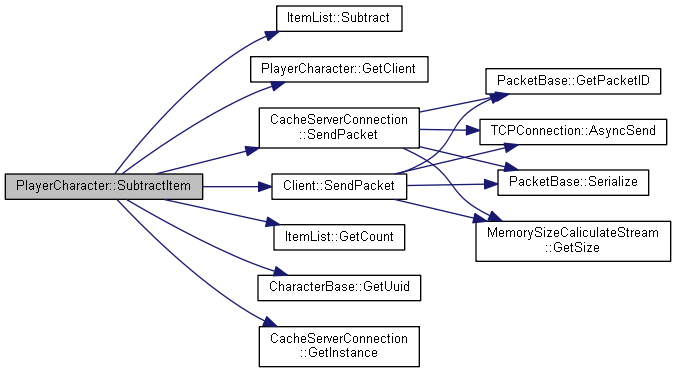 ItemList::Subtract
PlayerCharacter::GetClient
PacketBase::GetPacketID
CacheServerConnection
::SendPacket
TCPConnection::AsyncSend
PlayerCharacter::SubtractItem
Client::SendPacket
PacketBase::Serialize
ItemList::GetCount
MemorySizeCaliculateStream
::GetSize
CharacterBase::GetUuid
CacheServerConnection
::GetInstance